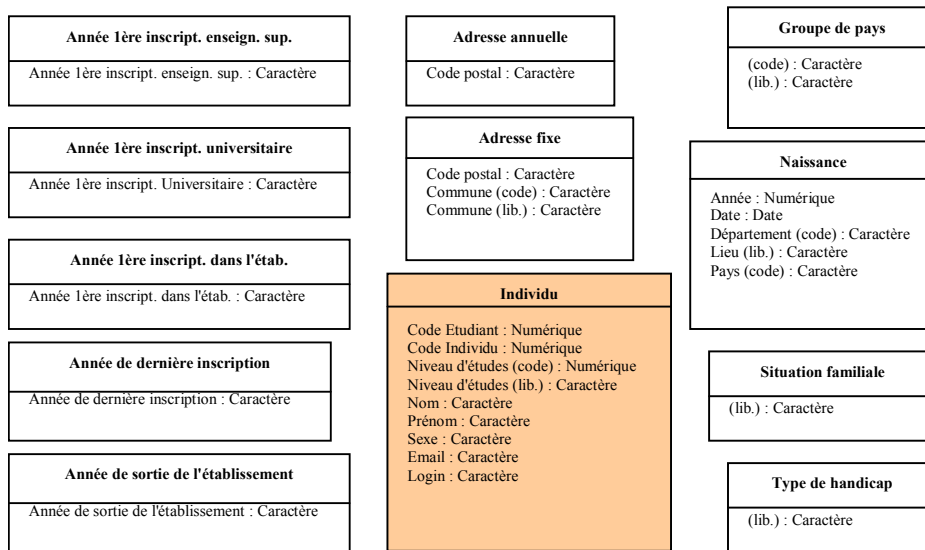 Année 1ère inscript. enseign. sup.
Année 1ère inscript. enseign. sup. : Caractère
Année 1ère inscript. universitaire
Année 1ère inscript. Universitaire : Caractère
Année 1ère inscript. dans l'étab.
Année 1ère inscript. dans l'étab. : Caractère
Année de dernière inscription
Année de dernière inscription : Caractère
Année de sortie de l'établissement
Année de sortie de l'établissement : Caractère
Adresse annuelle
Code postal : Caractère
Adresse fixe
Code postal : Caractère
Commune (code) : Caractère
Commune (lib.) : Caractère
Individu
Code Etudiant : Numérique
Code Individu : Numérique
Niveau d'études (code) : Numérique
Niveau d'études (lib.) : Caractère
Nom : Caractère
Prénom : Caractère
Sexe : Caractère
Email : Caractère
Login : Caractère
Groupe de pays
(code) : Caractère
(lib.) : Caractère
Naissance
Année : Numérique
Date : Date
Département (code) : Caractère
Lieu (lib.) : Caractère
Pays (code) : Caractère
Situation familiale
(lib.) : Caractère
Type de handicap
(lib.) : Caractère